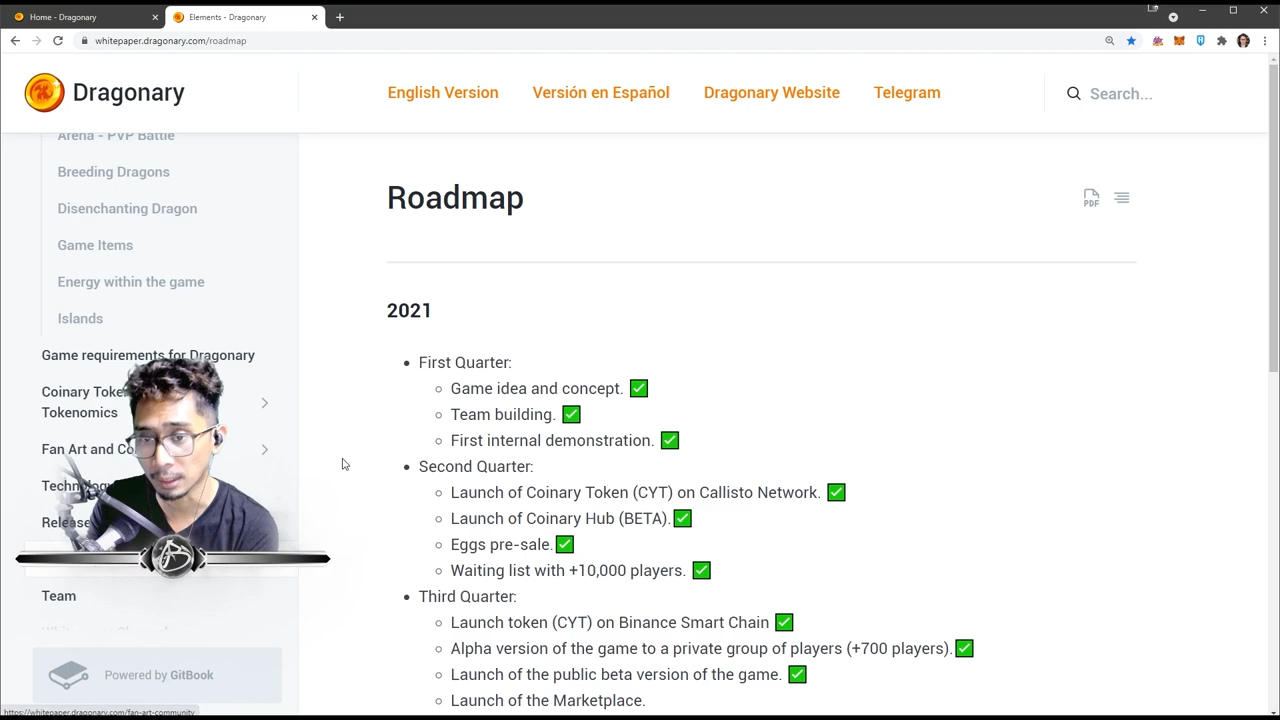 Home - Dragonary
Elements - Dragonary
whitepaper.dragonary.com/roadmap
Dragonary
English Version
Versión en Español
Dragonary Website
Telegram
Search...
Arena - PVP Battle
Breeding Dragons
Disenchanting Dragon
Game Items
Energy within the game
Islands
Game requirements for Dragonary
Coinary Token
Tokenomics
Fan Art and Co
Technology
Release
Team
Powered by GitBook
https://whitepaper.dragonary.com/fan-art-community
Roadmap
PDF
2021
First Quarter:
Game idea and concept. ✅
Team building. ✅
First internal demonstration. ✅
Second Quarter:
Launch of Coinary Token (CYT) on Callisto Network. ✅
Launch of Coinary Hub (BETA). ✅
Eggs pre-sale. ✅
Waiting list with +10,000 players. ✅
Third Quarter:
Launch token (CYT) on Binance Smart Chain ✅
Alpha version of the game to a private group of players (+700 players). ✅
Launch of the public beta version of the game. ✅
Launch of the Marketplace.